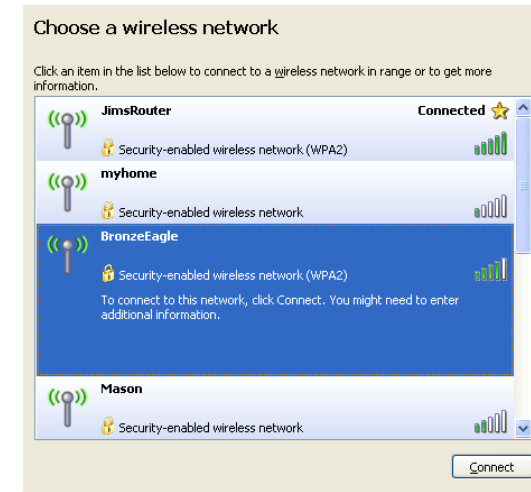 Choose a wireless network
Click an item in the list below to connect to a wireless network in range or to get more
information.
JimsRouter Connected
Security-enabled wireless network (WPA2)
myhome
Security-enabled wireless network
BronzeEagle
Security-enabled wireless network (WPA2)
To connect to this network, click Connect. You might need to enter
additional information.
Mason
Security-enabled wireless network
Connect